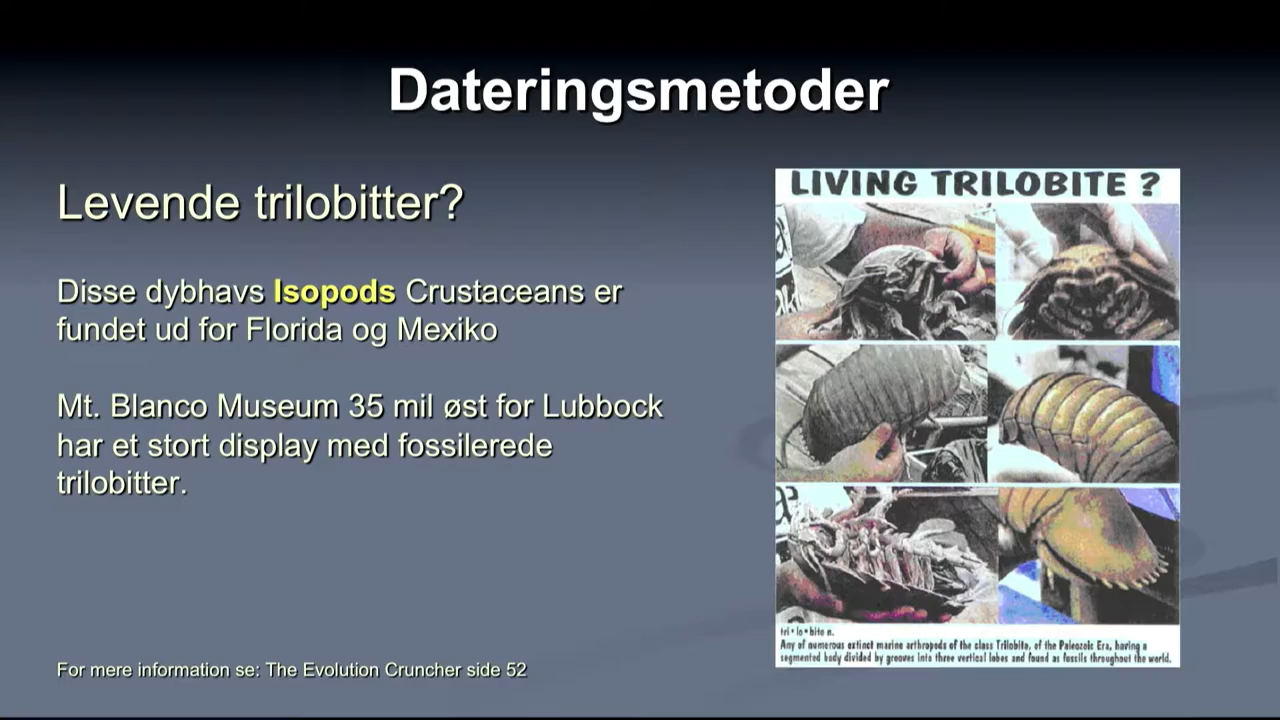 Dateringsmetoder
Levende trilobitter?
Disse dybhavs Isopods Crustaceans er
fundet ud for Florida og Mexiko
Mt. Blanco Museum 35 mil øst for Lubbock
har et stort display med fossilerede
trilobitter.
For mere information se: The Evolution Cruncher side 52
LIVING TRILOBITE ?
tri • lo • bite n.
Any of numerous extinct marine arthropods of the class Trilobita, of the Paleozoic Era, having a
segmented body divided by grooves into three vertical lobes and found as fossils throughout the world.